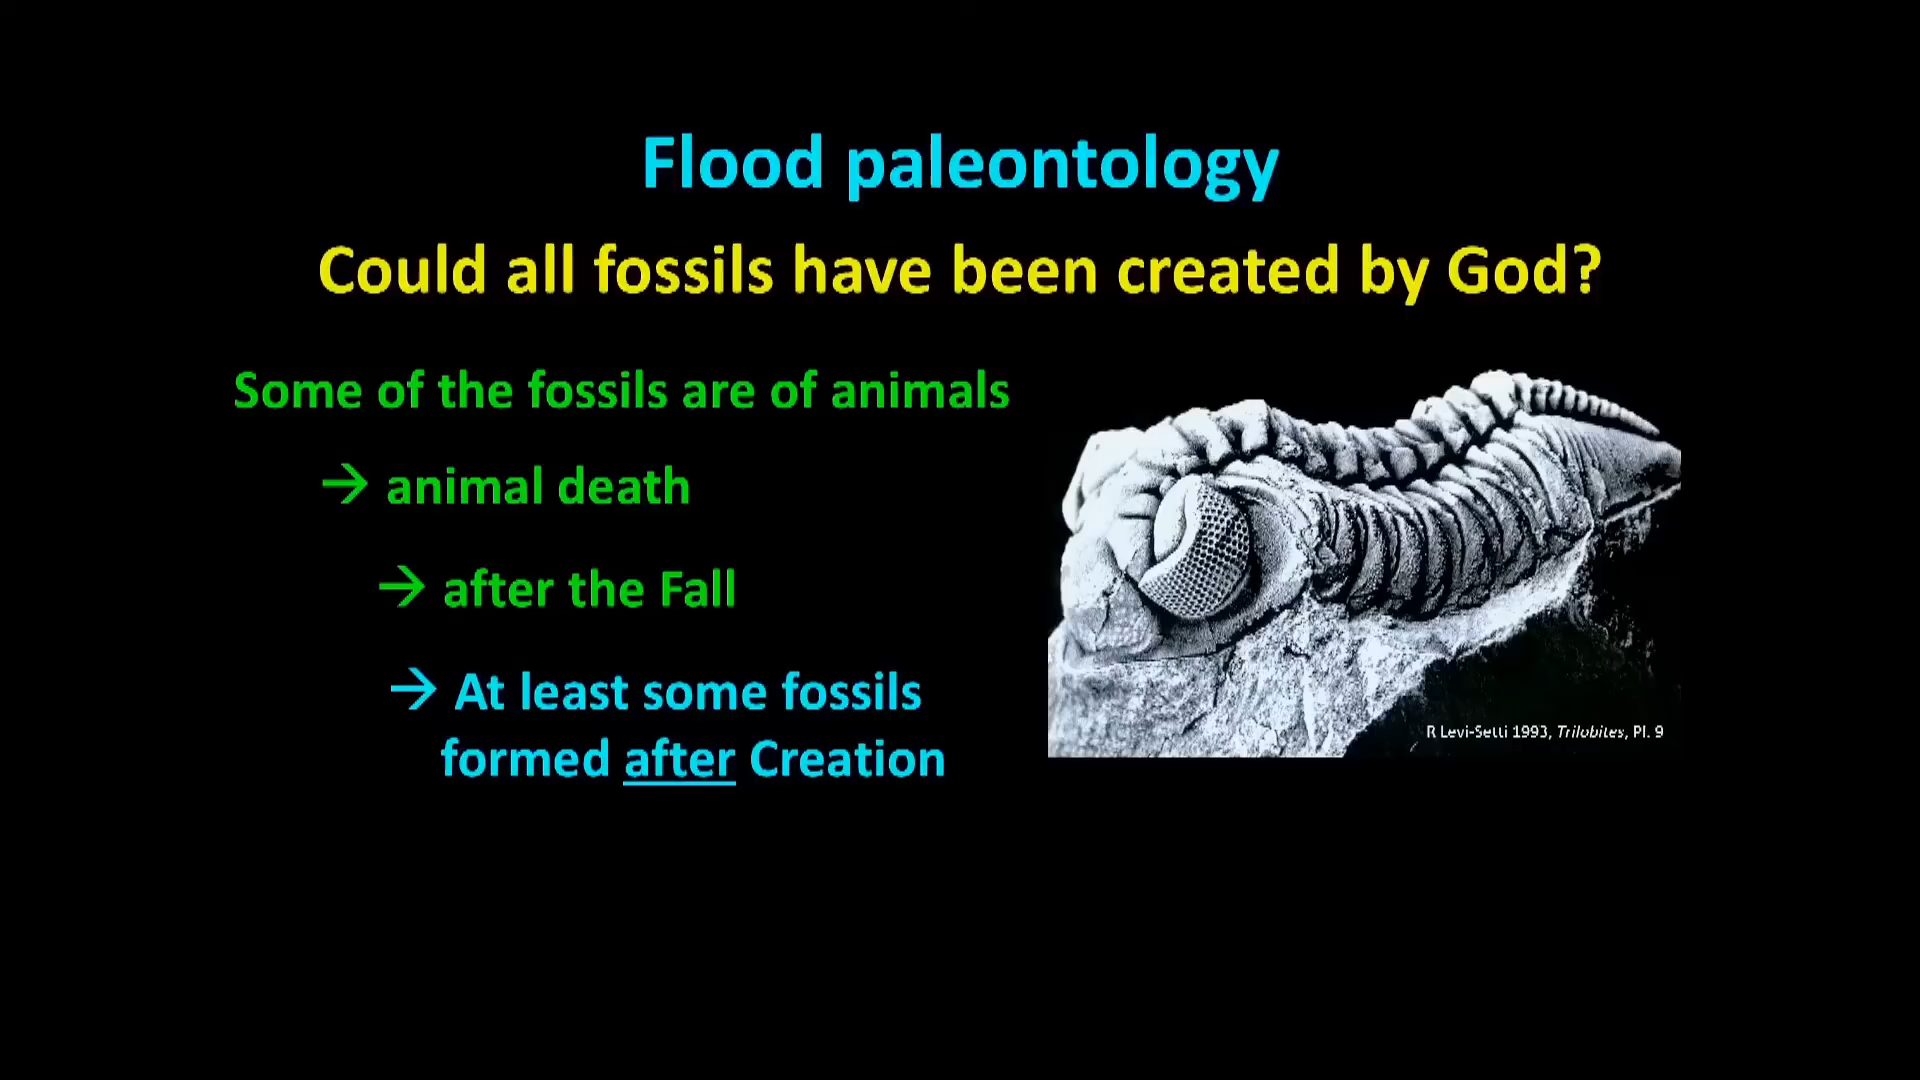 Flood paleontology
Could all fossils have been created by God?
Some of the fossils are of animals
→ animal death
→ after the Fall
→ At least some fossils
formed after Creation
R Levi-Setti 1993, Trilobites, Pl. 9